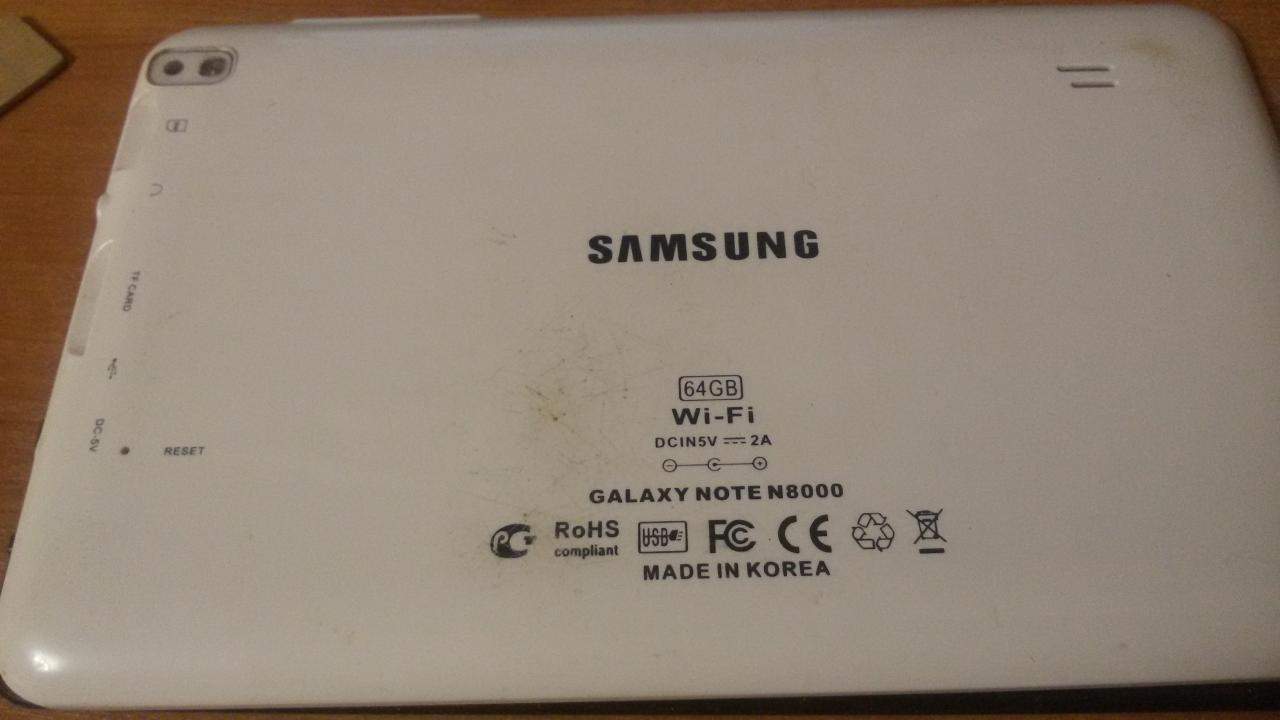 SAMSUNG
TF CARD
DC-5V
RESET
64GB
Wi-Fi
DCIN5V 2A
GALAXY NOTE N8000
RoHS
compliant
USB
FC CE
MADE IN KOREA